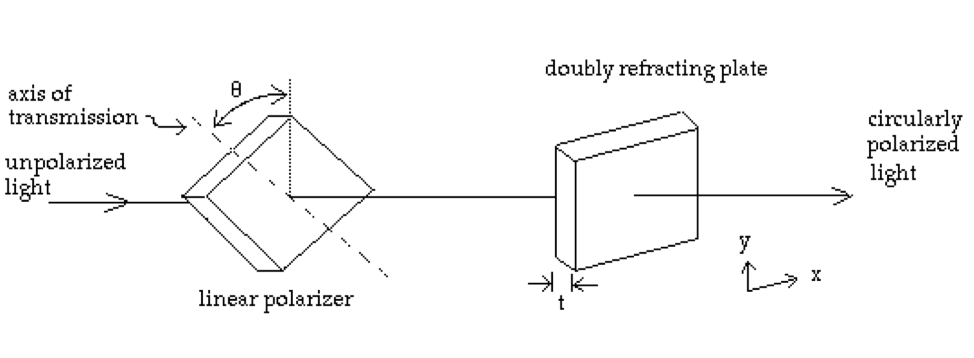 doubly refracting plate
θ
axis of
transmission
circularly
polarized
light
unpolarized
light
y
x
linear polarizer
t